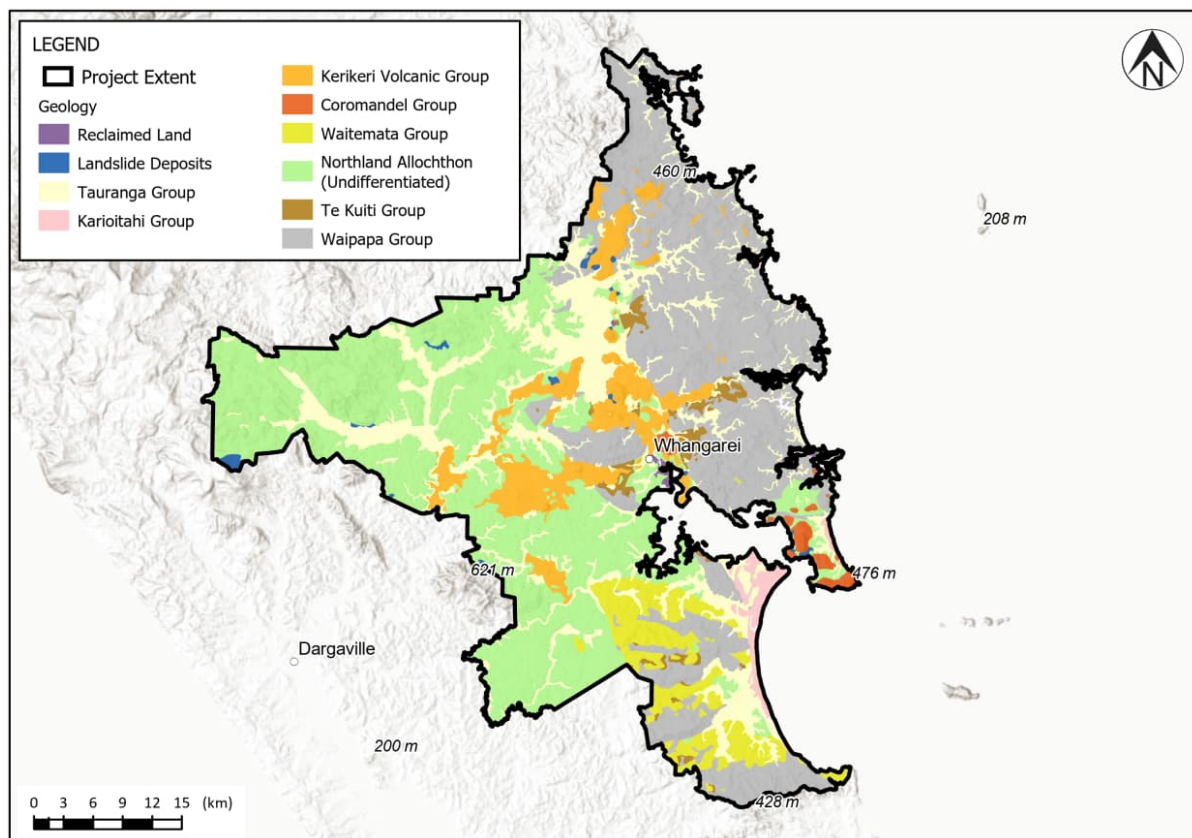 LEGEND
Project Extent
Geology
Reclaimed Land
Landslide Deposits
Tauranga Group
Karioitahi Group
Kerikeri Volcanic Group
Coromandel Group
Waitemata Group
Northland Allochthon
(Undifferentiated)
Te Kuiti Group
Waipapa Group
N
460 m
208 m
Whangarei
621 m
476 m
Dargaville
200 m
428 m
0 3 6 9 12 15 (km)